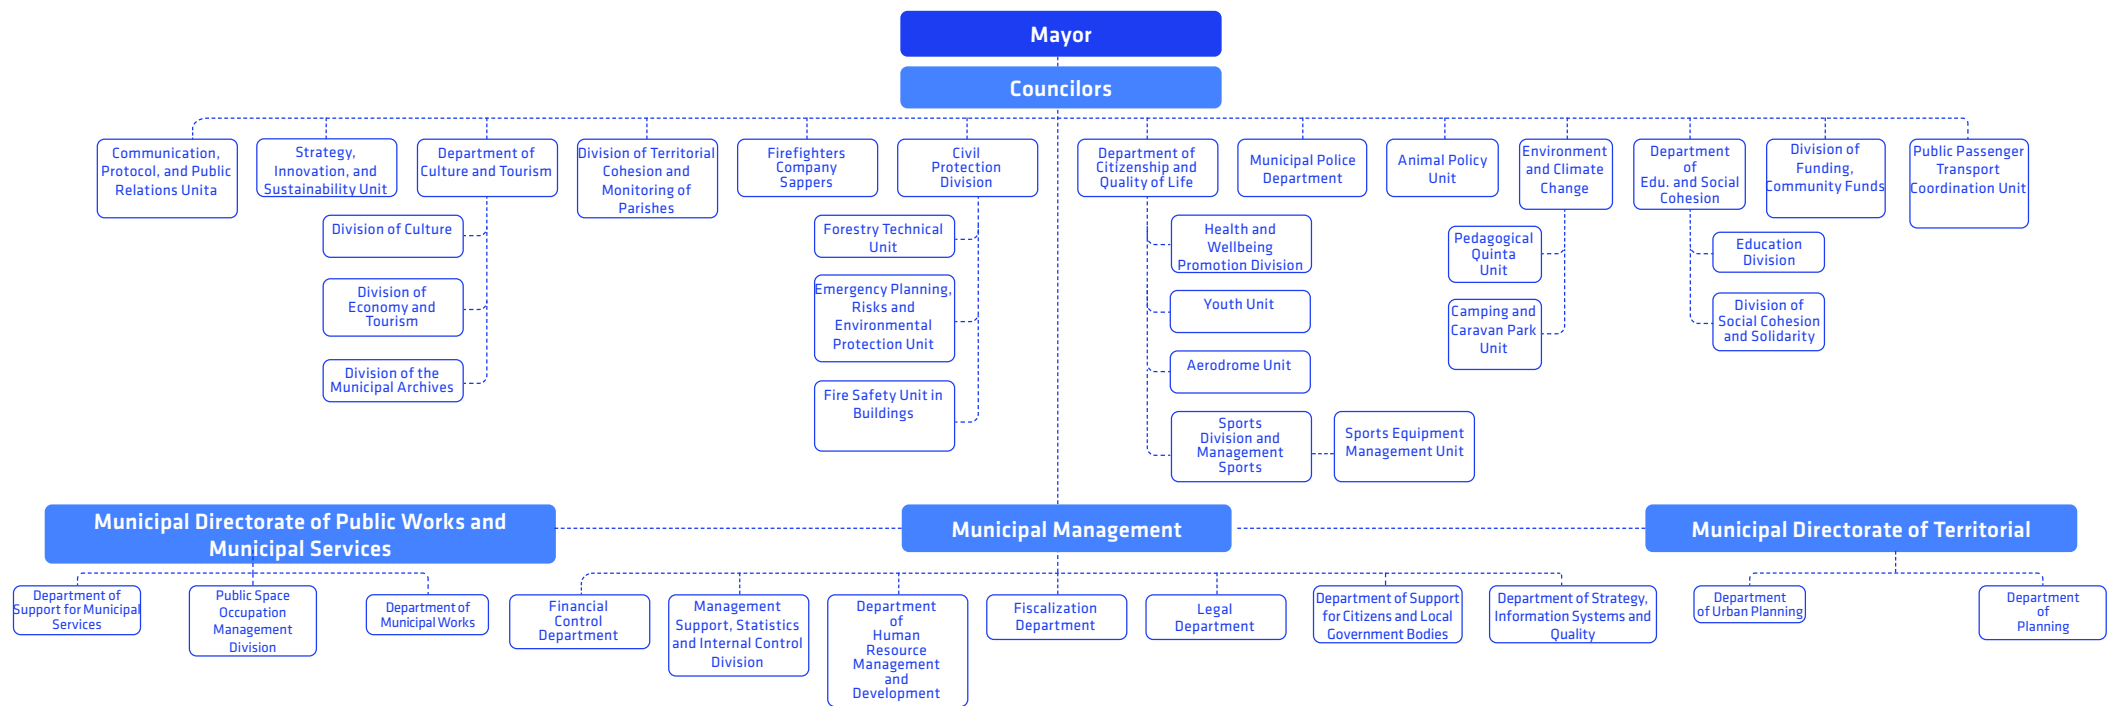 Mayor
Councilors
Communication,
Protocol, and Public
Relations Unita
Strategy,
Innovation, and
Sustainability Unit
Department of
Culture and Tourism
Division of Territorial
Cohesion and
Monitoring of
Parishes
Firefighters
Company
Sappers
Civil
Protection
Division
Department of
Citizenship and
Quality of Life
Municipal Police
Department
Animal Policy
Unit
Environment
and Climate
Change
Department
of
Edu. and Social
Cohesion
Division of
Funding,
Community Funds
Public Passenger
Transport
Coordination Unit
Division of Culture
Division of
Economy and
Tourism
Division of the
Municipal Archives
Forestry Technical
Unit
Emergency Planning,
Risks and
Environmental
Protection Unit
Fire Safety Unit in
Buildings
Health and
Wellbeing
Promotion Division
Youth Unit
Aerodrome Unit
Sports
Division and
Management
Sports
Sports Equipment
Management Unit
Pedagogical
Quinta
Unit
Camping and
Caravan Park
Unit
Education
Division
Division of
Social Cohesion
and Solidarity
Municipal Directorate of Public Works and
Municipal Services
Municipal Management
Municipal Directorate of Territorial
Department of
Support for Municipal
Services
Public Space
Occupation
Management
Division
Department of
Municipal Works
Financial
Control
Department
Management
Support, Statistics
and Internal Control
Division
Department
of
Human
Resource
Management
and
Development
Fiscalization
Department
Legal
Department
Department of Support
for Citizens and Local
Government Bodies
Department of Strategy,
Information Systems and
Quality
Department
of Urban Planning
Department
of
Planning